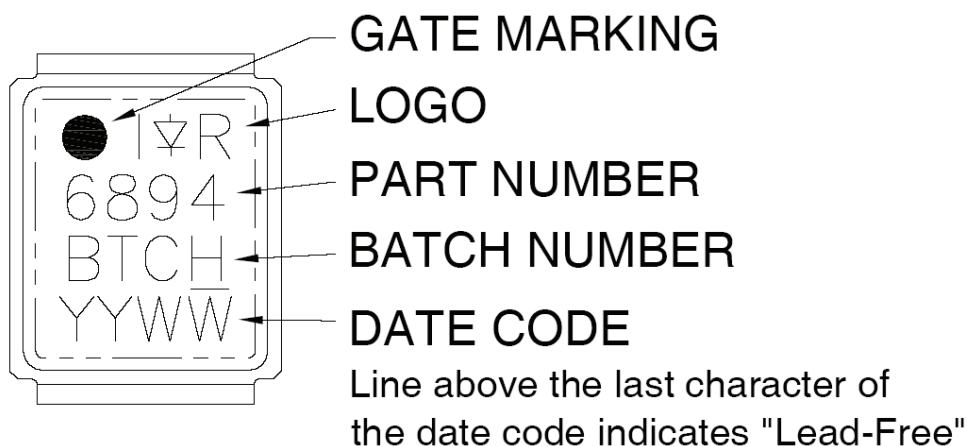 GATE MARKING
I R
LOGO
6894
PART NUMBER
BTCH
BATCH NUMBER
YYWW
DATE CODE
Line above the last character of
the date code indicates "Lead-Free"